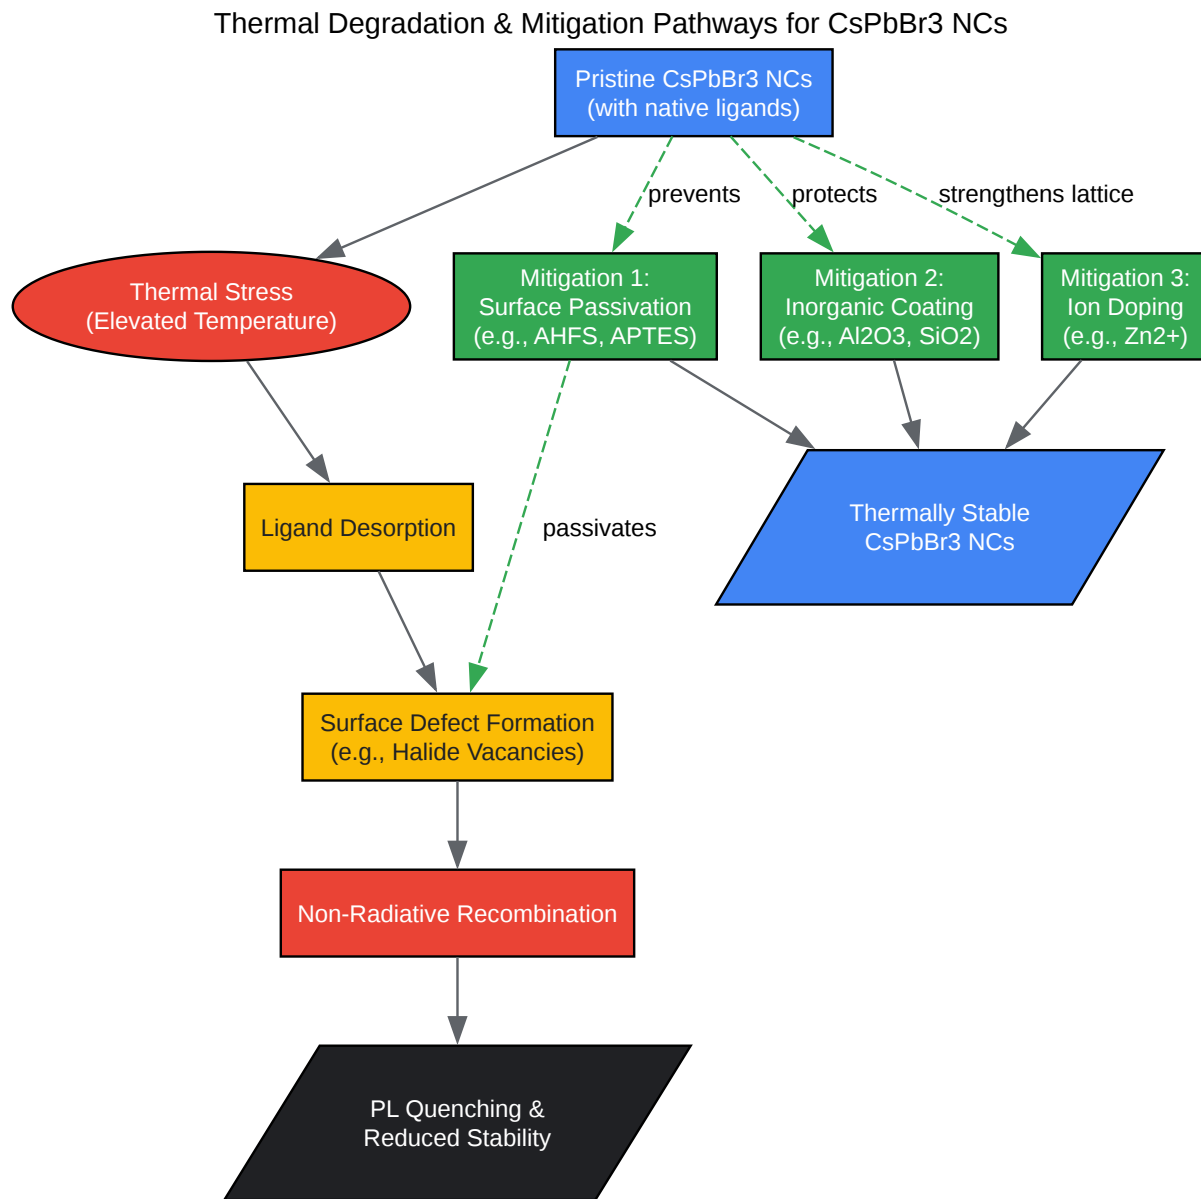 Thermal Degradation & Mitigation Pathways for CsPbBr3 NCs
Pristine CsPbBr3 NCs
(with native ligands)
prevents
protects
strengthens lattice
Thermal Stress
(Elevated Temperature)
Mitigation 1:
Surface Passivation
(e.g., AHFS, APTES)
Mitigation 2:
Inorganic Coating
(e.g., Al2O3, SiO2)
Mitigation 3:
Ion Doping
(e.g., Zn2+)
Ligand Desorption
passivates
Thermally Stable
CsPbBr3 NCs
Surface Defect Formation
(e.g., Halide Vacancies)
Non-Radiative Recombination
PL Quenching &
Reduced Stability